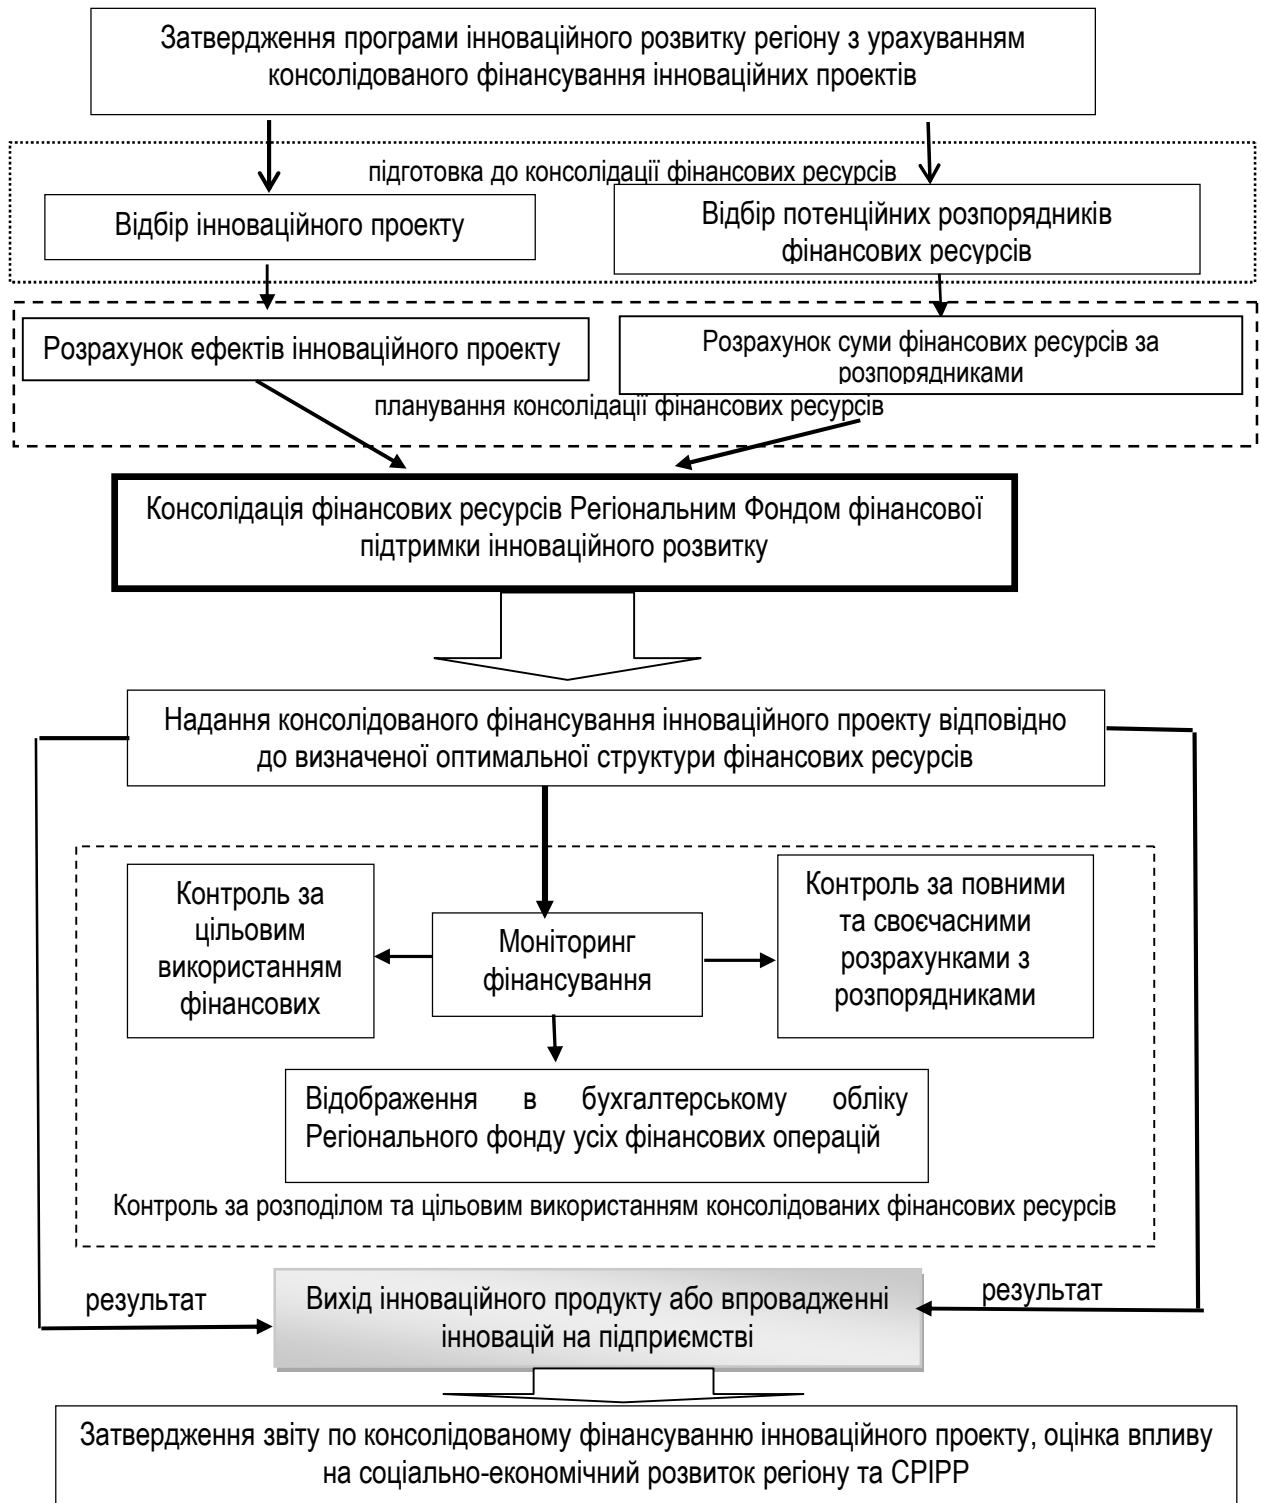 Затвердження програми інноваційного розвитку регіону з урахуванням
консолідованого фінансування інноваційних проектів
підготовка до консолідації фінансових ресурсів
Відбір інноваційного проекту
Відбір потенційних розпорядників
фінансових ресурсів
Розрахунок ефектів інноваційного проекту
Розрахунок суми фінансових ресурсів за
розпорядниками
планування консолідації фінансових ресурсів
Консолідація фінансових ресурсів Регіональним Фондом фінансової
підтримки інноваційного розвитку
Надання консолідованого фінансування інноваційного проекту відповідно
до визначеної оптимальної структури фінансових ресурсів
Контроль за
цільовим
використанням
фінансових
Моніторинг
фінансування
Контроль за повними
та своєчасними
розрахунками з
розпорядниками
Відображення в бухгалтерському обліку
Регіонального фонду усіх фінансових операцій
Контроль за розподілом та цільовим використанням консолідованих фінансових ресурсів
результат
Вихід інноваційного продукту або впровадженні
інновацій на підприємстві
результат
Затвердження звіту по консолідованому фінансуванню інноваційного проекту, оцінка впливу
на соціально-економічний розвиток регіону та СРІРР